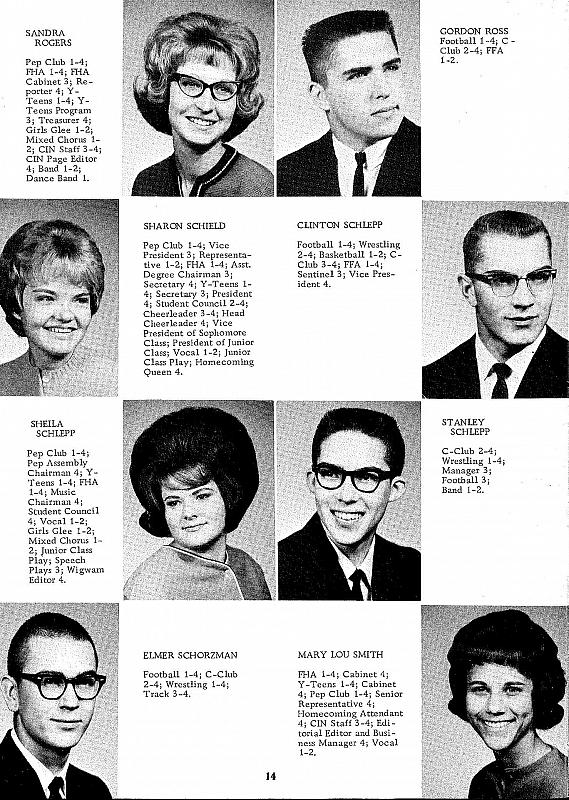 SANDRA
ROGERS
Pep Club 1-4;
FHA 1-4; FHA
Cabinet 3; Re-
porter 4; Y-
Teens 1-4; Y-
Teens Program
3; Treasurer 4;
Girls Glee 1-2;
Mixed Chorus 1-
2; CIN Staff 3-4;
CIN Page Editor
4; Band 1-2;
Dance Band 1.
GORDON ROSS
Football 1-4; C-
Club 2-4; FFA
1-2.
SHARON SCHIELD
Pep Club 1-4; Vice
President 3; Representa-
tive 1-2; FHA 1-4; Asst.
Degree Chairman 3;
Secretary 4; Y-Teens 1-
4; Secretary 3; President
4; Student Council 2-4;
Cheerleader 3-4; Head
Cheerleader 4; Vice
President of Sophomore
Class; President of Junior
Class; Vocal 1-2; Junior
Class Play; Homecoming
Queen 4.
CLINTON SCHLEPP
Football 1-4; Wrestling
2-4; Basketball 1-2; C-
Club 3-4; FFA 1-4;
Sentinel 3; Vice Pres-
ident 4.
SHEILA
SCHLEPP
Pep Club 1-4;
Pep Assembly
Chairman 4; Y-
Teens 1-4; FHA
1-4; Music
Chairman 4;
Student Council
4; Vocal 1-2;
Girls Glee 1-2;
Mixed Chorus 1-
2; Junior Class
Play; Speech
Plays 3; Wigwam
Editor 4.
STANLEY
SCHLEPP
C-Club 2-4;
Wrestling 1-4;
Manager 3;
Football 3;
Band 1-2.
ELMER SCHORZMAN
Football 1-4; C-Club
2-4; Wrestling 1-4;
Track 3-4.
MARY LOU SMITH
FHA 1-4; Cabinet 4;
Y-Teens 1-4; Cabinet
4; Pep Club 1-4; Senior
Representative 4;
Homecoming Attendant
4; CIN Staff 3-4; Edi-
torial Editor and Busi-
ness Manager 4; Vocal
1-2.
14